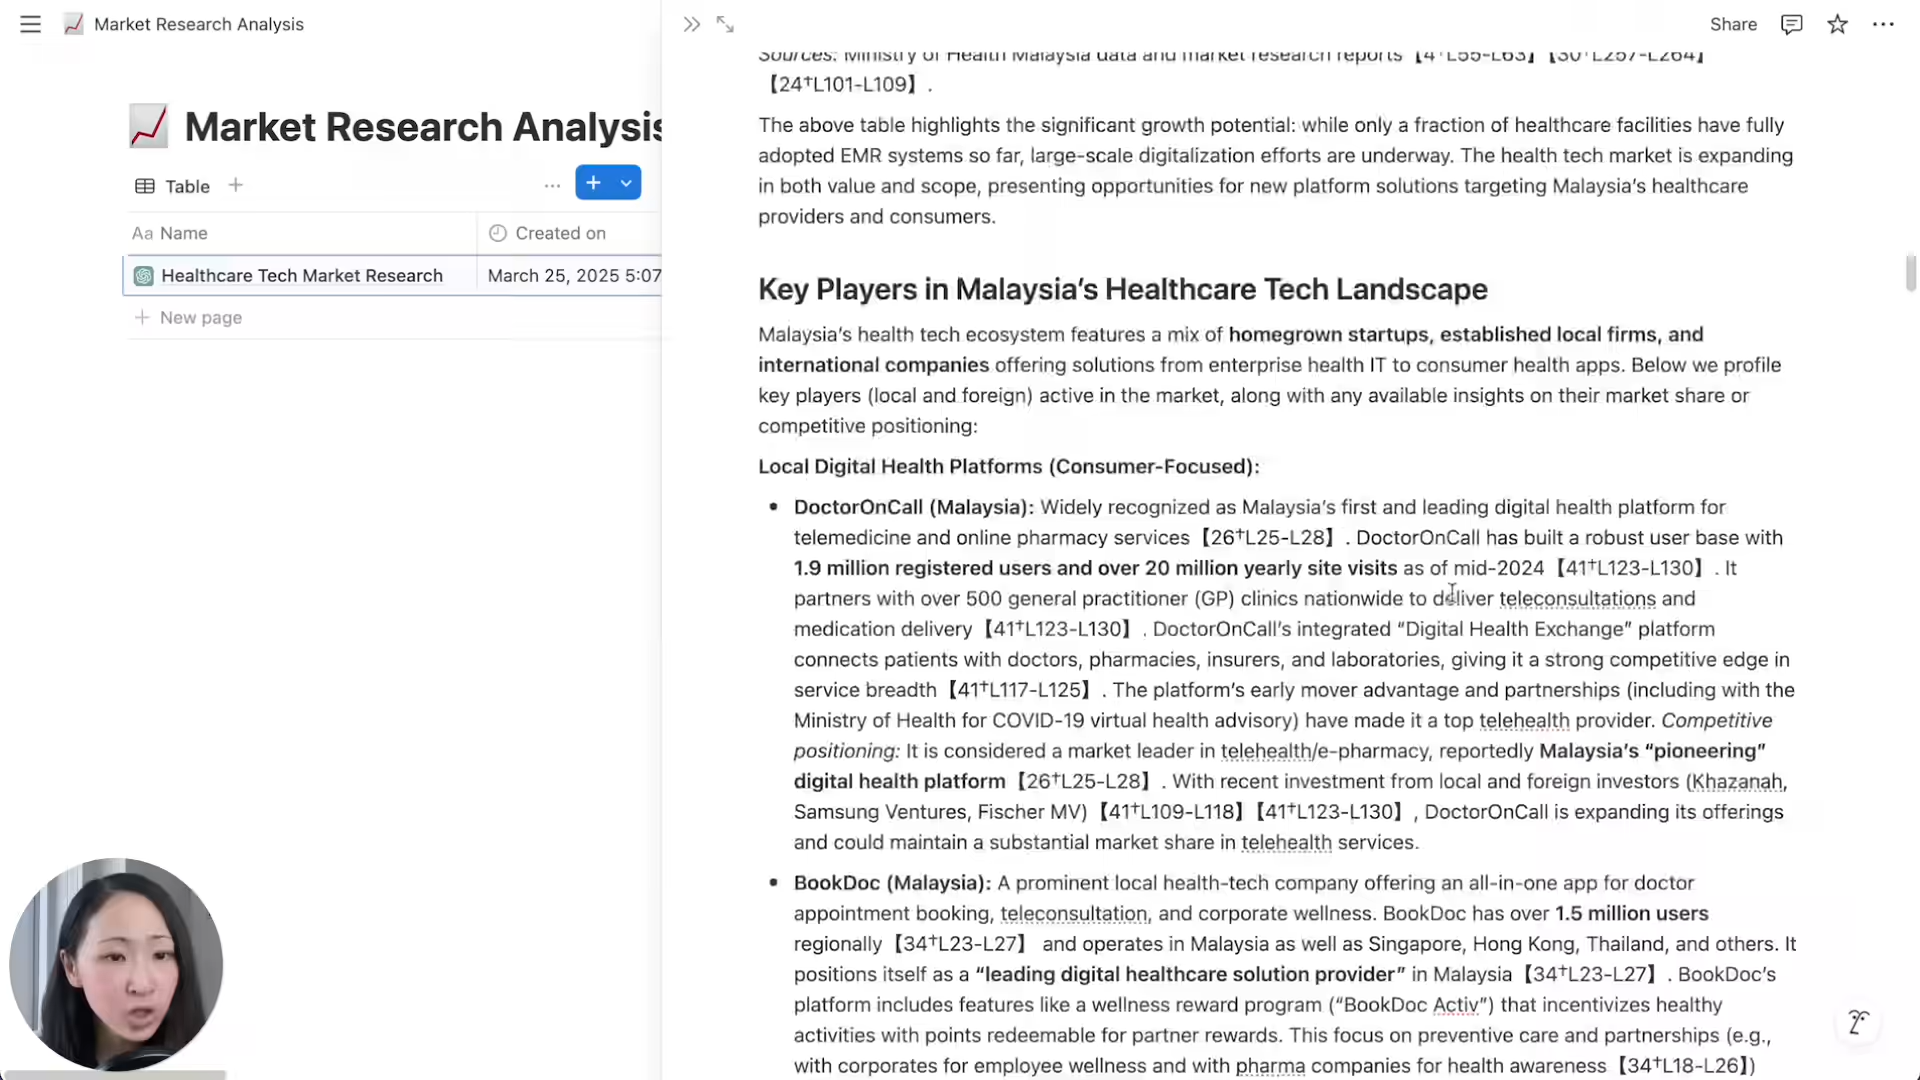 Market Research Analysis
Share
Market Research Analysis
Table
Aa Name
Created on
Healthcare Tech Market Research
March 25, 2025 5:07
New page
Sources: Ministry of Health Malaysia data and market research reports【4†L55-L63】【30†L257-L264】
【24†L101-L109】.
The above table highlights the significant growth potential: while only a fraction of healthcare facilities have fully
adopted EMR systems so far, large-scale digitalization efforts are underway. The health tech market is expanding
in both value and scope, presenting opportunities for new platform solutions targeting Malaysia's healthcare
providers and consumers.
Key Players in Malaysia's Healthcare Tech Landscape
Malaysia's health tech ecosystem features a mix of homegrown startups, established local firms, and
international companies offering solutions from enterprise health IT to consumer health apps. Below we profile
key players (local and foreign) active in the market, along with any available insights on their market share or
competitive positioning:
Local Digital Health Platforms (Consumer-Focused):
• DoctorOnCall (Malaysia): Widely recognized as Malaysia's first and leading digital health platform for
telemedicine and online pharmacy services【26†L25-L28】. DoctorOnCall has built a robust user base with
1.9 million registered users and over 20 million yearly site visits as of mid-2024【41†L123-L130】. It
partners with over 500 general practitioner (GP) clinics nationwide to deliver teleconsultations and
medication delivery【41†L123-L130】. DoctorOnCall's integrated “Digital Health Exchange” platform
connects patients with doctors, pharmacies, insurers, and laboratories, giving it a strong competitive edge in
service breadth【41†L117-L125】. The platform's early mover advantage and partnerships (including with the
Ministry of Health for COVID-19 virtual health advisory) have made it a top telehealth provider. Competitive
positioning: It is considered a market leader in telehealth/e-pharmacy, reportedly Malaysia's “pioneering”
digital health platform【26†L25-L28】. With recent investment from local and foreign investors (Khazanah,
Samsung Ventures, Fischer MV)【41†L109-L118】【41†L123-L130】, DoctorOnCall is expanding its offerings
and could maintain a substantial market share in telehealth services.
• BookDoc (Malaysia): A prominent local health-tech company offering an all-in-one app for doctor
appointment booking, teleconsultation, and corporate wellness. BookDoc has over 1.5 million users
regionally【34†L23-L27】 and operates in Malaysia as well as Singapore, Hong Kong, Thailand, and others. It
positions itself as a “leading digital healthcare solution provider” in Malaysia【34†L23-L27】. BookDoc's
platform includes features like a wellness reward program (“BookDoc Activ”) that incentivizes healthy
activities with points redeemable for partner rewards. This focus on preventive care and partnerships (e.g.,
with corporates for employee wellness and with pharma companies for health awareness【34†L18-L26】)